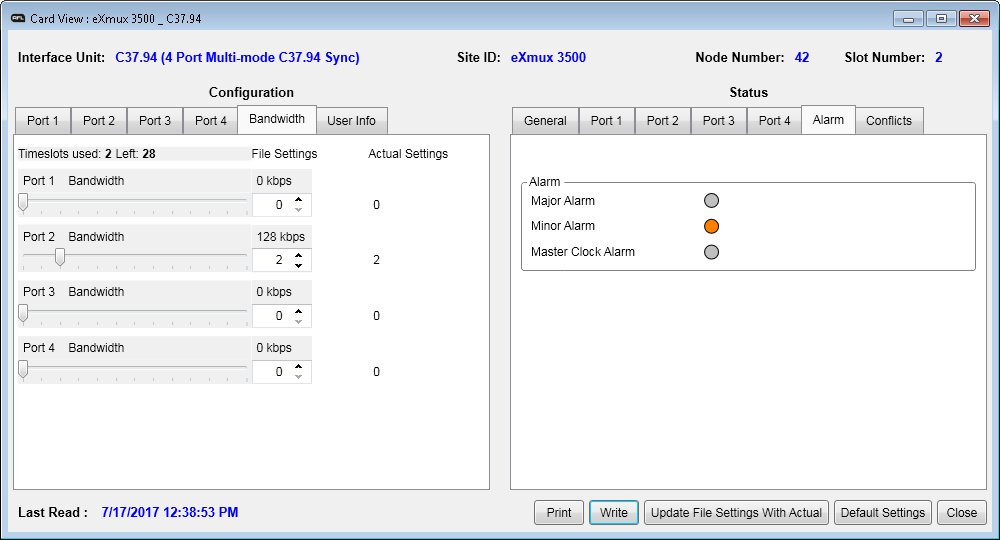 AFL Card View : eXmux 3500 _ C37.94
Interface Unit: C37.94 (4 Port Multi-mode C37.94 Sync) Site ID: eXmux 3500 Node Number: 42 Slot Number: 2
Configuration
Port 1 Port 2 Port 3 Port 4 Bandwidth User Info
Timeslots used: 2 Left: 28 File Settings Actual Settings
Port 1 Bandwidth 0 kbps
0 0
Port 2 Bandwidth 128 kbps
2 2
Port 3 Bandwidth 0 kbps
0 0
Port 4 Bandwidth 0 kbps
0 0
Status
General Port 1 Port 2 Port 3 Port 4 Alarm Conflicts
Alarm
Major Alarm
Minor Alarm
Master Clock Alarm
Last Read : 7/17/2017 12:38:53 PM
Print Write Update File Settings With Actual Default Settings Close